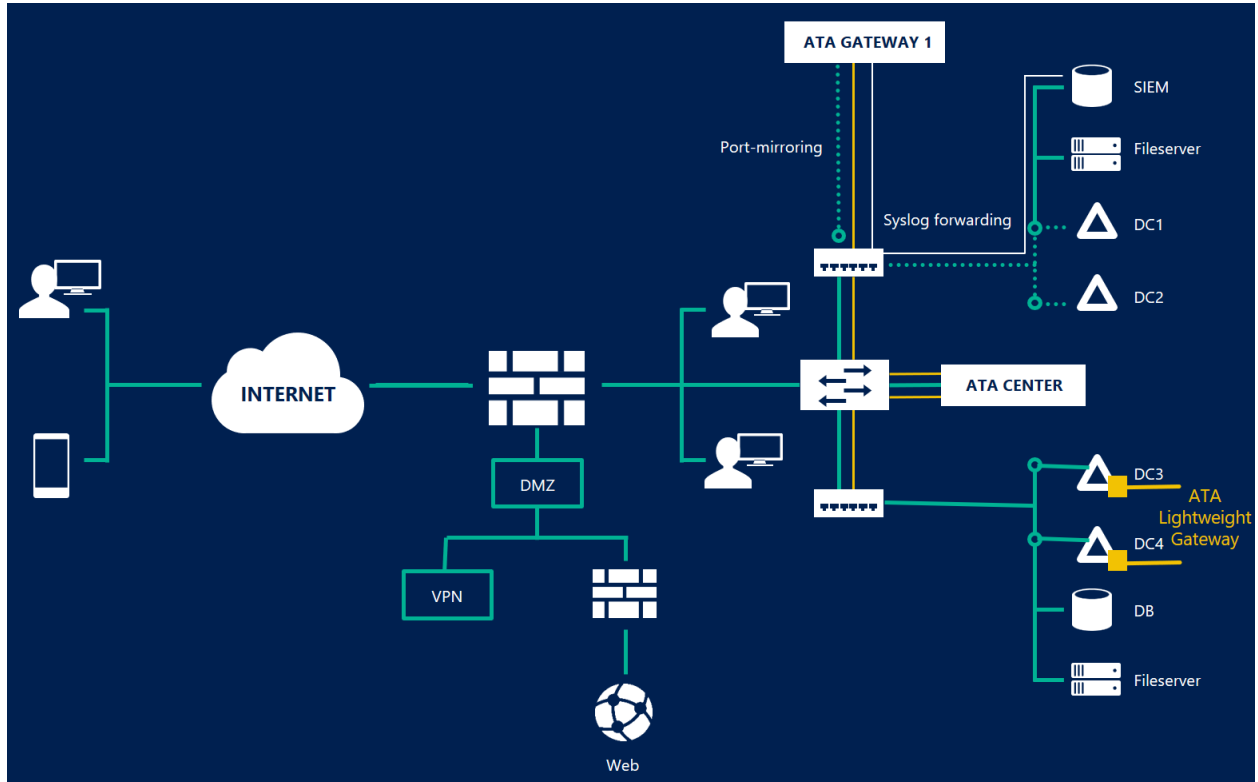 ATA GATEWAY 1
SIEM
Port-mirroring
Fileserver
Syslog forwarding
DC1
DC2
INTERNET
ATA CENTER
DMZ
DC3
ATA
Lightweight
Gateway
DC4
VPN
DB
Fileserver
Web